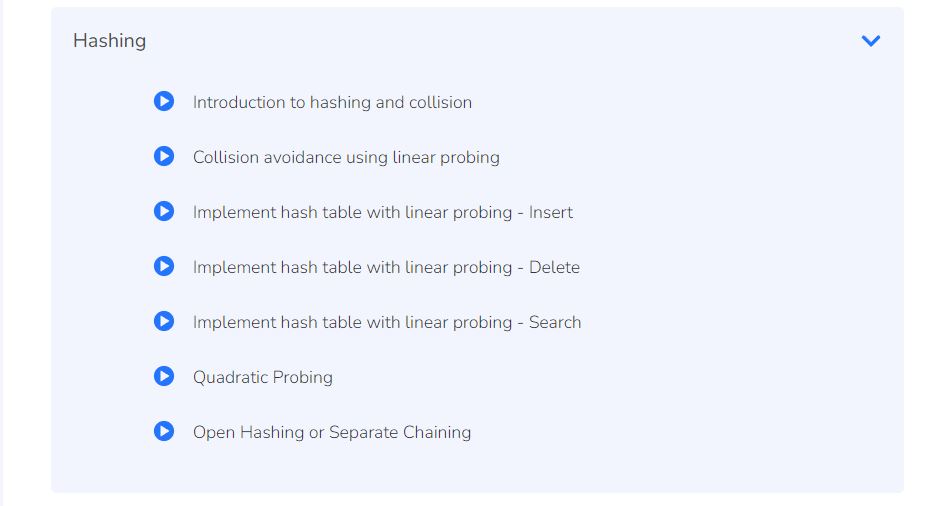 Hashing
Introduction to hashing and collision
Collision avoidance using linear probing
Implement hash table with linear probing - Insert
Implement hash table with linear probing - Delete
Implement hash table with linear probing - Search
Quadratic Probing
Open Hashing or Separate Chaining